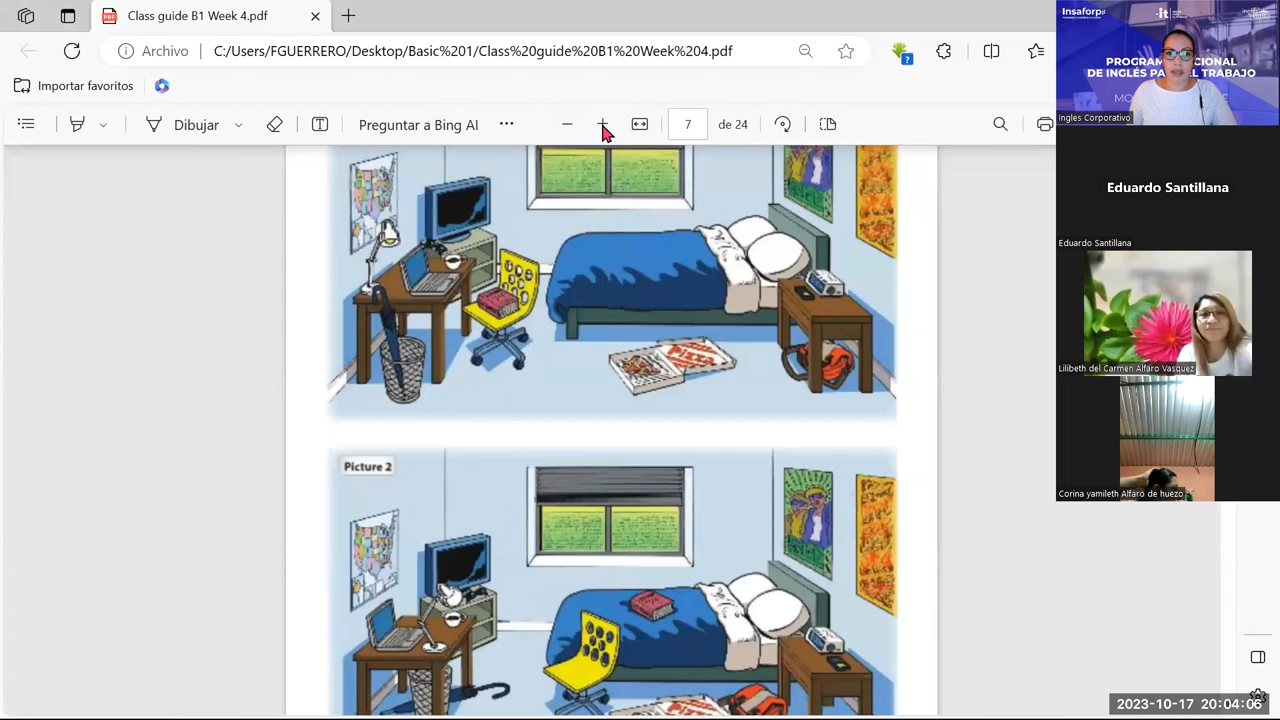 Class guide B1 Week 4.pdf
Archivo
C:/Users/FGUERRERO/Desktop/Basic%201/Class%20guide%20B1%20Week%204.pdf
Importar favoritos
Dibujar
Preguntar a Bing AI
7
de 24
Insaforp
PROGRAM
CIONAL
DE INGLÉS PA
L TRABAJO
Ingles Corporativo
Eduardo Santillana
Eduardo Santillana
Lilibeth del Carmen Alfaro Vasquez
Corina yamileth Alfaro de huezo
Pizza
Picture 2
2023-10-17 20:04:06